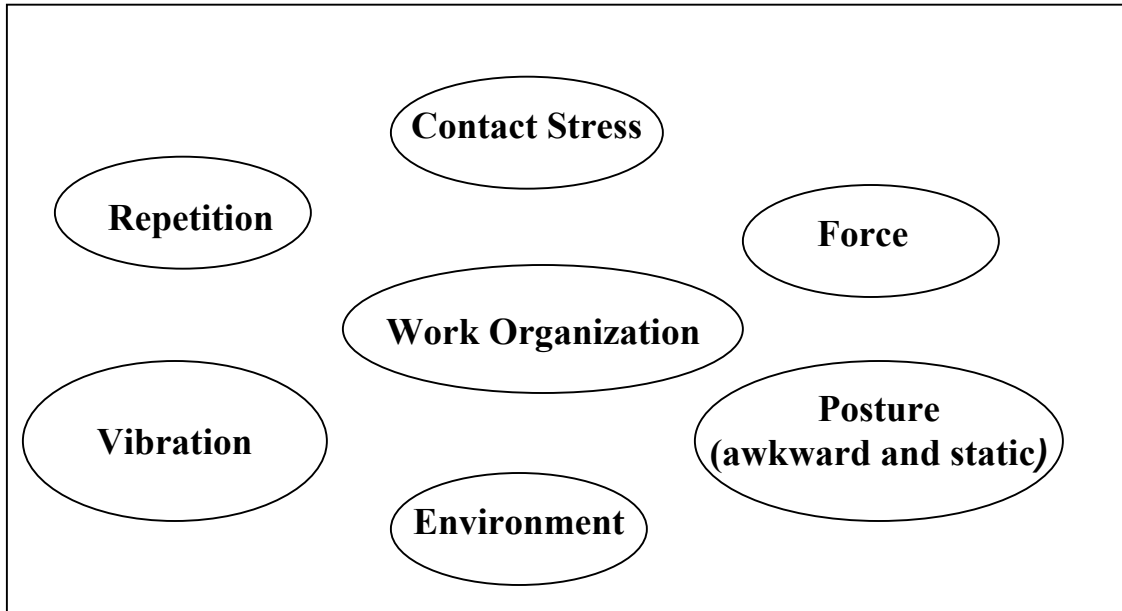 Contact Stress
Repetition
Force
Work Organization
Posture
(awkward and static)
Vibration
Environment